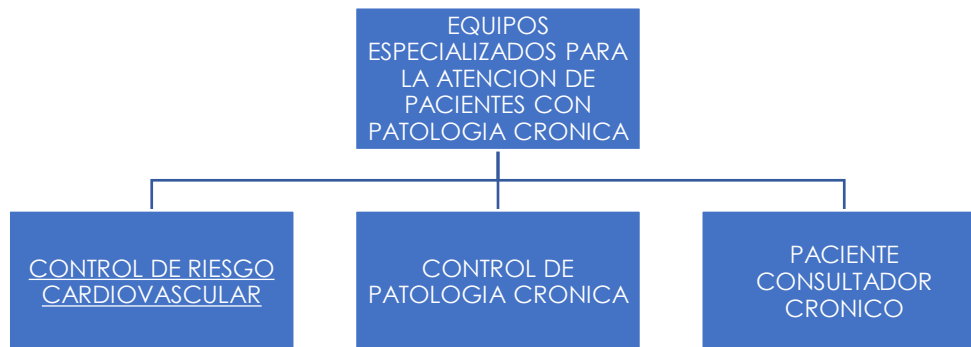 EQUIPOS
ESPECIALIZADOS PARA
LA ATENCION DE
PACIENTES CON
PATOLOGIA CRONICA
CONTROL DE RIESGO
CARDIOVASCULAR
CONTROL DE
PATOLOGIA CRONICA
PACIENTE
CONSULTADOR
CRONICO